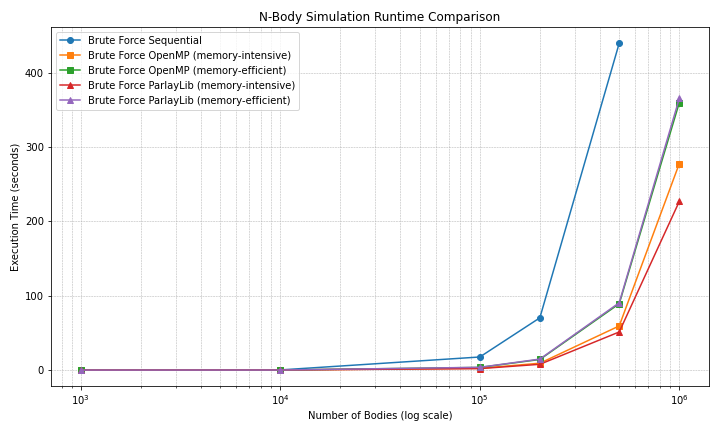 N-Body Simulation Runtime Comparison
Brute Force Sequential
Brute Force OpenMP (memory-intensive)
Brute Force OpenMP (memory-efficient)
Brute Force ParlayLib (memory-intensive)
Brute Force ParlayLib (memory-efficient)
Execution Time (seconds)
400
300
200
100
0
10³
10⁴
10⁵
10⁶
Number of Bodies (log scale)